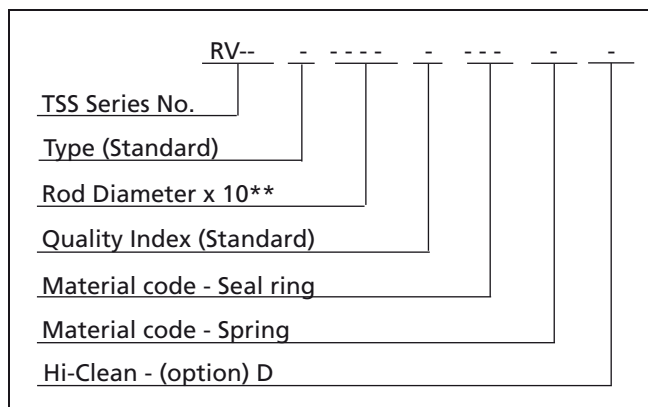 RV-- - - - - - - - - - - -
TSS Series No.
Type (Standard)
Rod Diameter x 10**
Quality Index (Standard)
Material code - Seal ring
Material code - Spring
Hi-Clean - (option) D